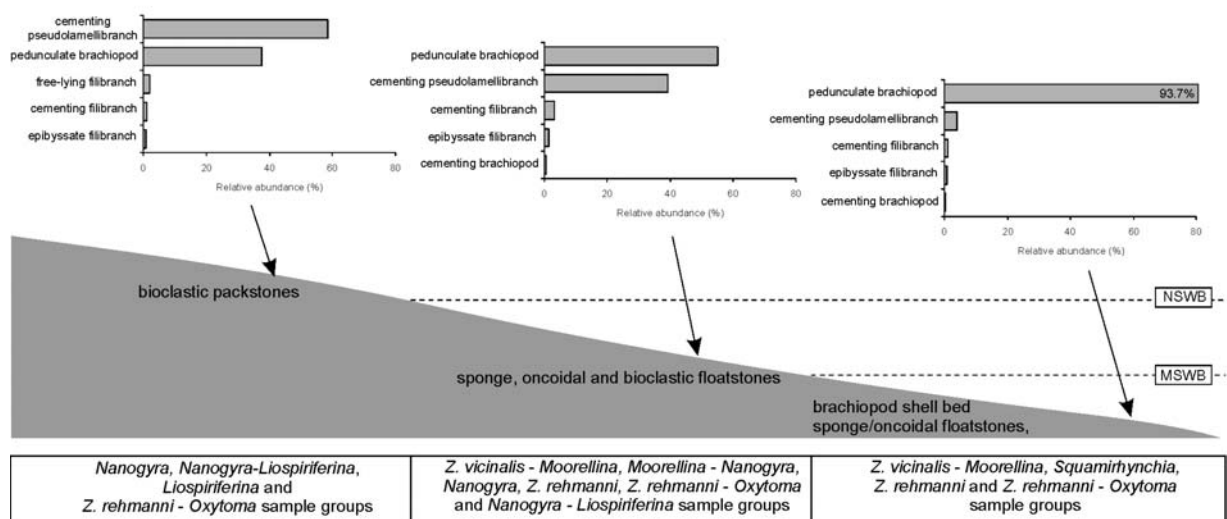 cementing
pseudolamellibranch
pedunculate brachiopod
free-lying filibranch
cementing filibranch
epibyssate filibranch
0 20 40 60 80
Relative abundance (%)
pedunculate brachiopod
cementing pseudolamellibranch
cementing filibranch
epibyssate filibranch
cementing brachiopod
0 20 40 60 80
Relative abundance (%)
pedunculate brachiopod
93.7%
cementing pseudolamellibranch
cementing filibranch
epibyssate filibranch
cementing brachiopod
0 20 40 60 80
Relative abundance (%)
bioclastic packstones
NSWB
sponge, oncoidal and bioclastic floatstones
MSWB
brachiopod shell bed
sponge/oncoidal floatstones,
Nanogyra, Nanogyra-Liospiriferina,
Liospiriferina and
Z. rehmanni - Oxytoma sample groups
Z. vicinalis - Moorellina, Moorellina - Nanogyra,
Nanogyra, Z. rehmanni, Z. rehmanni - Oxytoma
and Nanogyra - Liospiriferina sample groups
Z. vicinalis - Moorellina, Squamirhynchia,
Z. rehmanni and Z. rehmanni - Oxytoma
sample groups